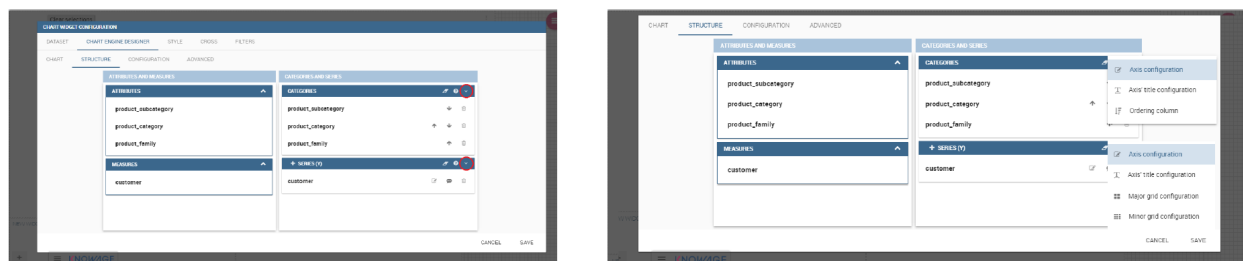 CHART WIDGET CONFIGURATION
DATASET CHART ENGINE DESIGNER STYLE CROSS FILTERS
CHART STRUCTURE CONFIGURATION ADVANCED
ATTRIBUTES AND MEASURES CATEGORIES AND SERIES
ATTRIBUTES CATEGORIES
product_subcategory product_subcategory
product_category product_category
product_family product_family
MEASURES + SERIES (Y)
customer customer
CANCEL SAVE
KNOWAGE
CHART STRUCTURE CONFIGURATION ADVANCED
ATTRIBUTES AND MEASURES CATEGORIES AND SERIES
ATTRIBUTES CATEGORIES
product_subcategory product_subcategory
product_category product_category
product_family product_family
MEASURES + SERIES (Y)
customer customer
Axis configuration
Axis' title configuration
Ordering column
Axis configuration
Axis' title configuration
Major grid configuration
Minor grid configuration
CANCEL SAVE
KNOWAGE